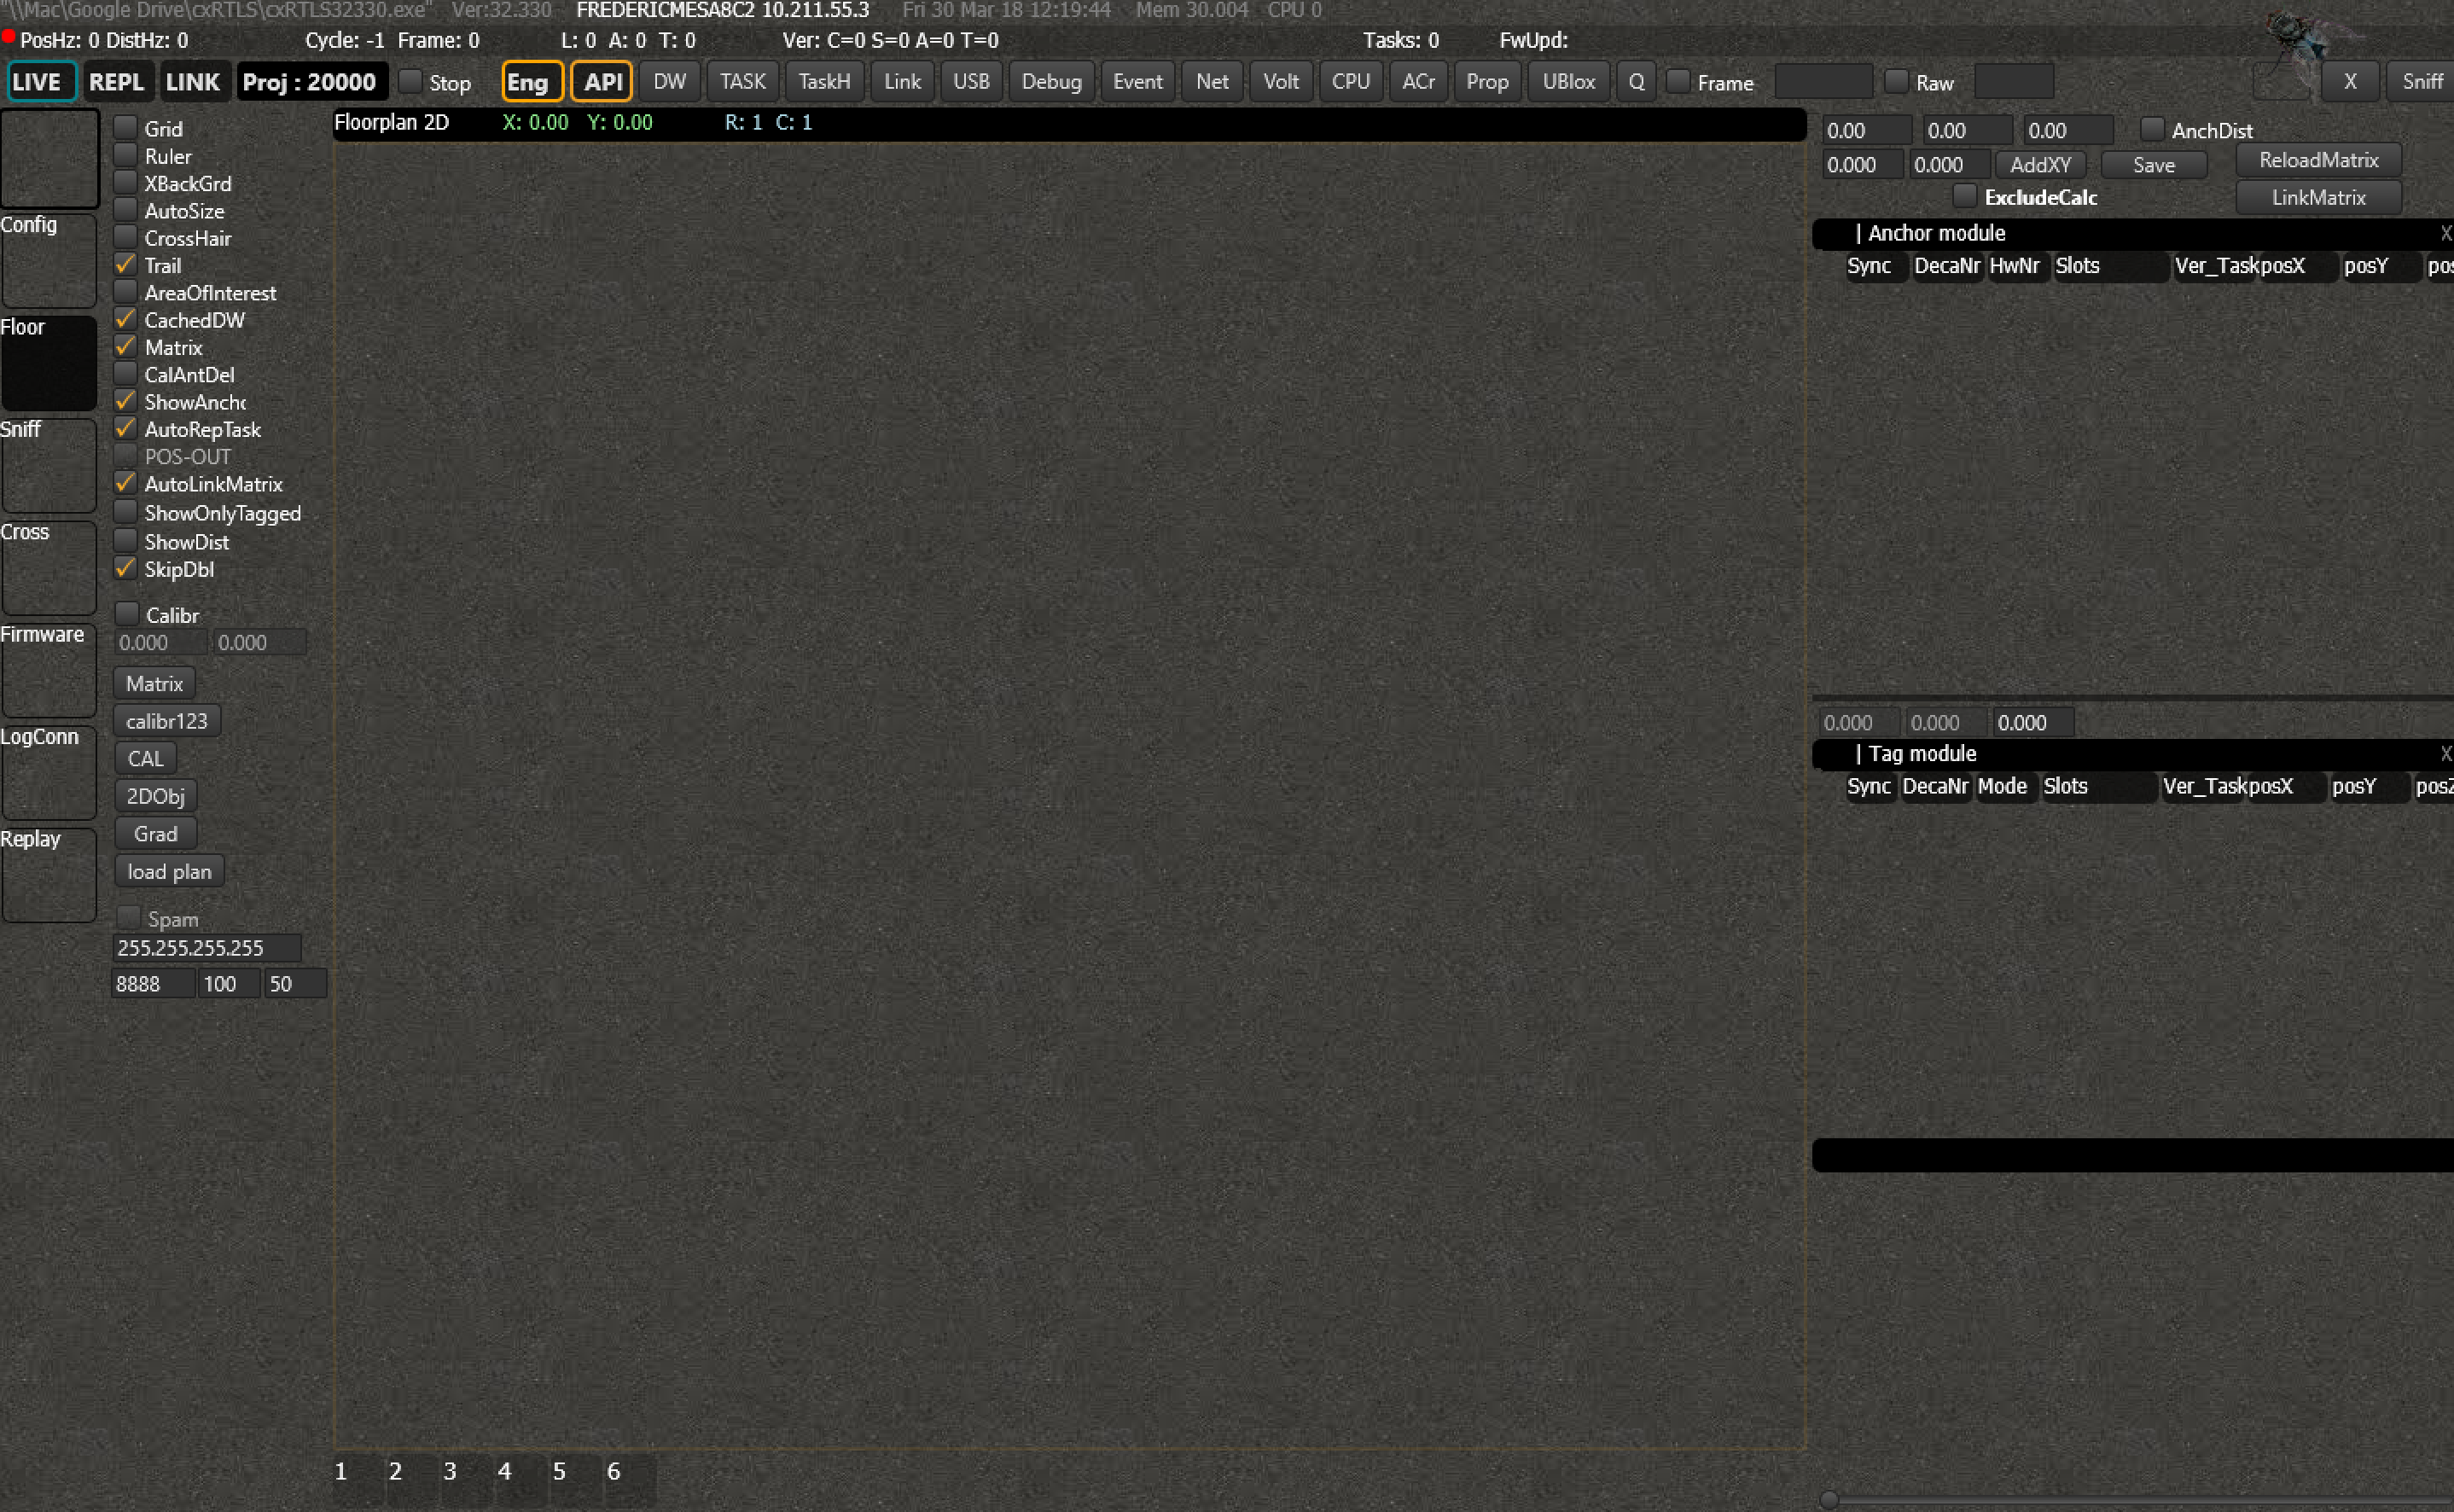 "\\Mac\Google Drive\cxRTLS\cxRTLS32330.exe" Ver:32.330 FREDERICMESA8C2 10.211.55.3 Fri 30 Mar 18 12:19:44 Mem 30.004 CPU 0
PosHz: 0 DistHz: 0 Cycle: -1 Frame: 0 L: 0 A: 0 T: 0 Ver: C=0 S=0 A=0 T=0 Tasks: 0 FwUpd:
LIVE REPL LINK Proj : 20000 Stop Eng API DW TASK TaskH Link USB Debug Event Net Volt CPU ACr Prop UBlox Q Frame Raw X Sniff
Floorplan 2D X: 0.00 Y: 0.00 R: 1 C: 1
Config
Floor
Sniff
Cross
Firmware
LogConn
Replay
Grid
Ruler
XBackGrd
AutoSize
CrossHair
Trail
AreaOfInterest
CachedDW
Matrix
CalAntDel
ShowAncho
AutoRepTask
POS-OUT
AutoLinkMatrix
ShowOnlyTagged
ShowDist
SkipDbl
Calibr
0.000 0.000
Matrix
calibr123
CAL
2DObj
Grad
load plan
Spam
255.255.255.255
8888 100 50
1 2 3 4 5 6
0.00 0.00 0.00 AnchDist
0.000 0.000 AddXY Save ReloadMatrix
ExcludeCalc LinkMatrix
| Anchor module X
Sync DecaNr HwNr Slots Ver_Task posX posY pos
0.000 0.000 0.000
| Tag module X
Sync DecaNr Mode Slots Ver_Task posX posY posZ